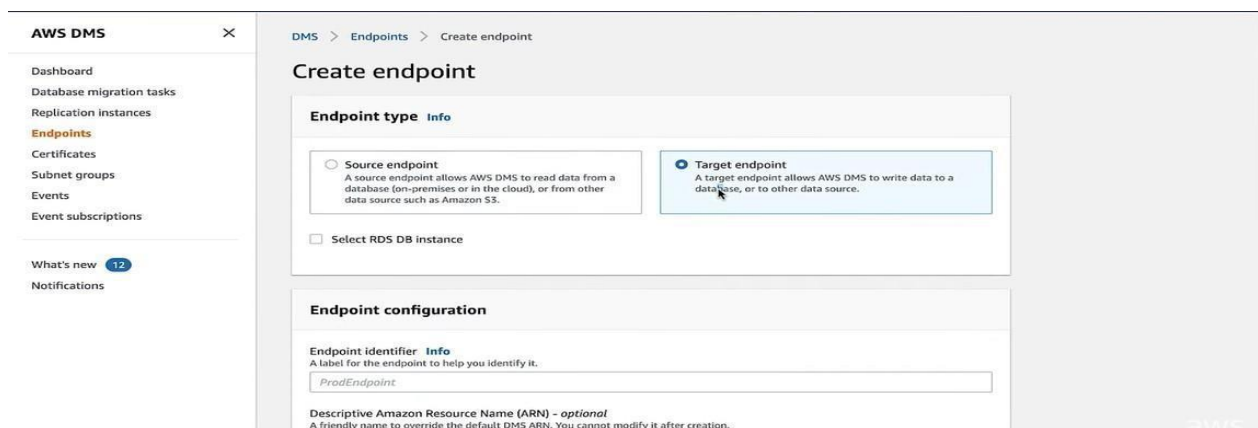 AWS DMS
Dashboard
Database migration tasks
Replication instances
Endpoints
Certificates
Subnet groups
Events
Event subscriptions
What's new 12
Notifications
DMS > Endpoints > Create endpoint
Create endpoint
Endpoint type Info
Source endpoint
A source endpoint allows AWS DMS to read data from a
database (on-premises or in the cloud), or from other
data source such as Amazon S3.
Target endpoint
A target endpoint allows AWS DMS to write data to a
database, or to other data source.
Select RDS DB instance
Endpoint configuration
Endpoint identifier Info
A label for the endpoint to help you identify it.
ProdEndpoint
Descriptive Amazon Resource Name (ARN) - optional
A friendly name to override the default DMS ARN. You cannot modify it after creation.
aws